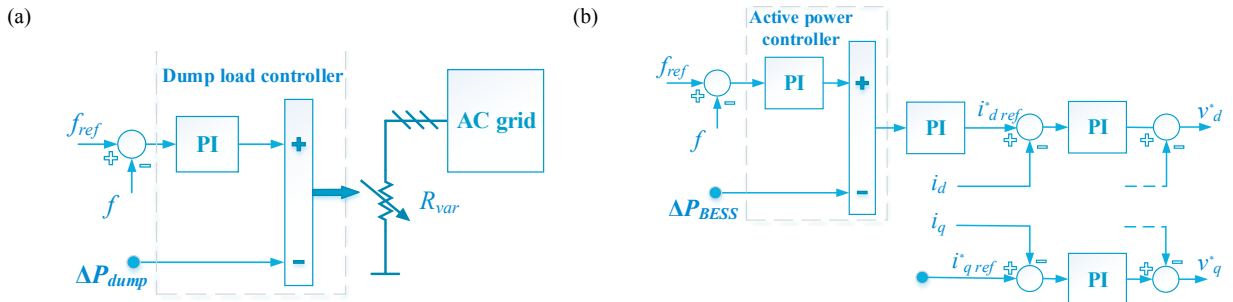 (a)
Dump load controller
f_ref
+
−
f
PI
+
−
ΔP_dump
R_var
AC grid
(b)
Active power
controller
f_ref
+
−
f
PI
+
−
ΔP_BESS
PI
i*_d ref
+
−
PI
+
−
v*_d
i_d
i_q
i*_q ref
+
−
PI
+
−
v*_q